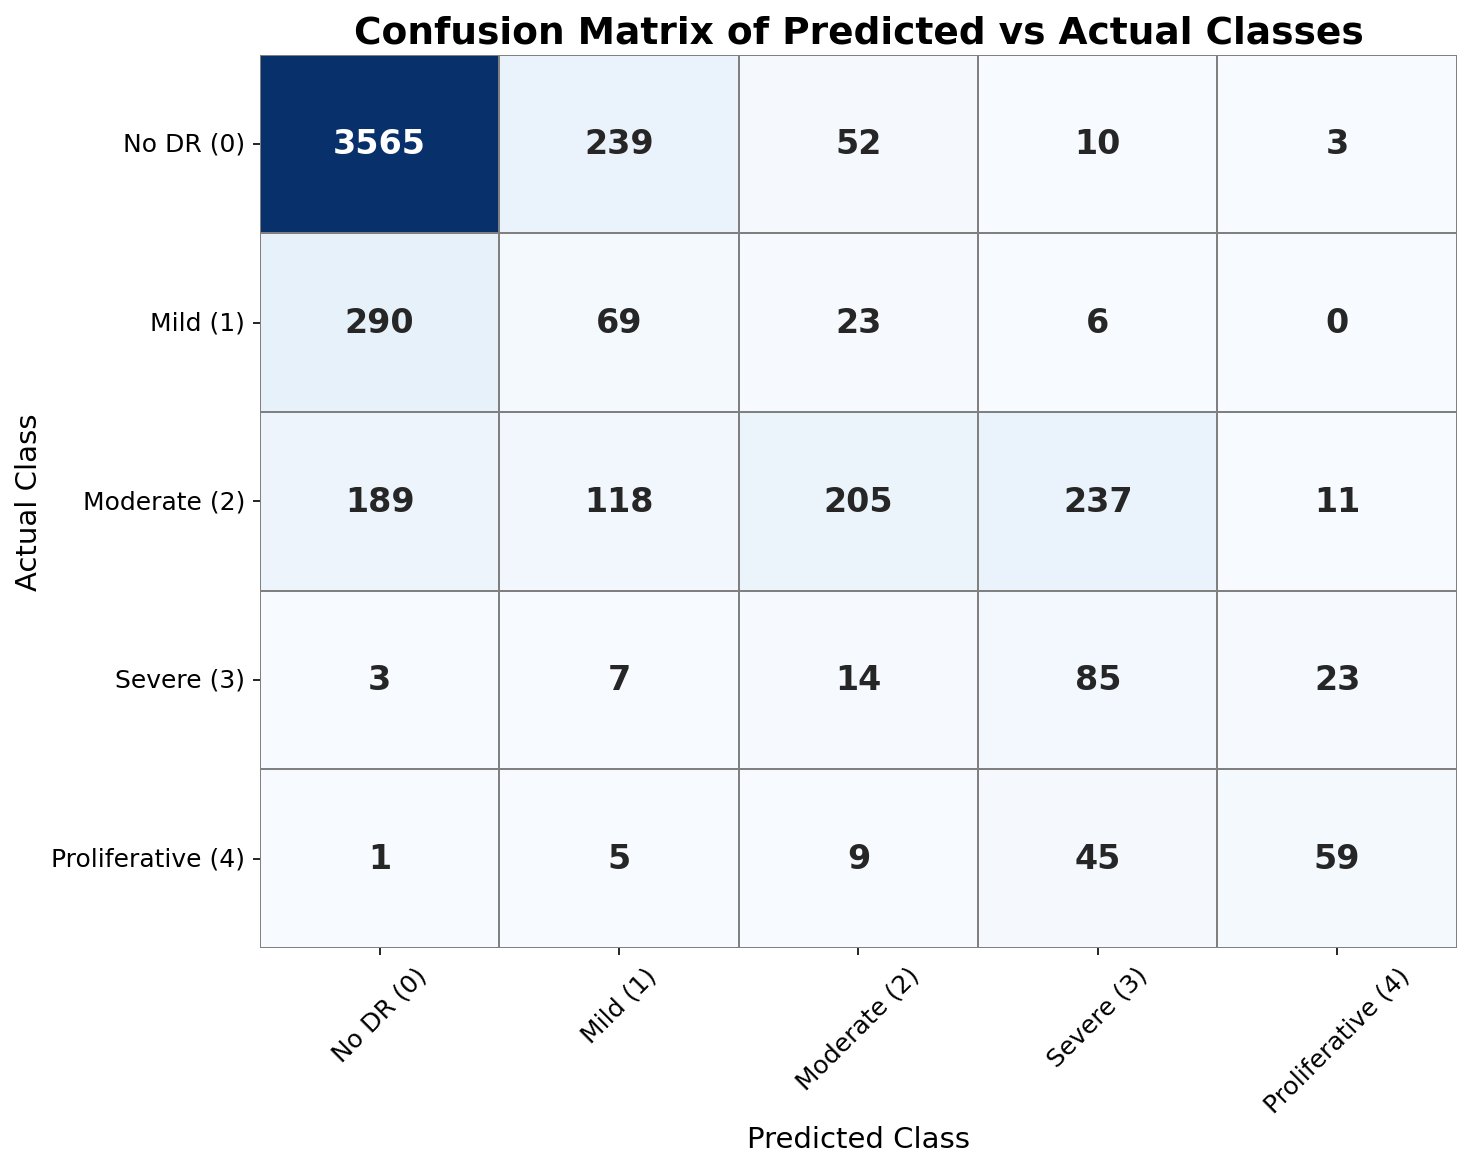 Confusion Matrix of Predicted vs Actual Classes
No DR (0) 3565 239 52 10 3
Mild (1) 290 69 23 6 0
Moderate (2) 189 118 205 237 11
Severe (3) 3 7 14 85 23
Proliferative (4) 1 5 9 45 59
Actual Class
No DR (0) Mild (1) Moderate (2) Severe (3) Proliferative (4)
Predicted Class